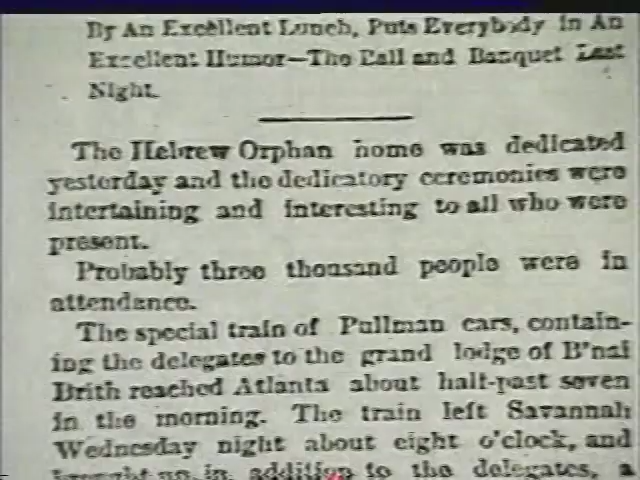 By An Excellent Lunch, Puts Everybody in An
Excellent Humor—The Ball and Banquet Last
Night.
The Hebrew Orphan home was dedicated
yesterday and the dedicatory ceremonies were
intertaining and interesting to all who were
present.
Probably three thousand people were in
attendance.
The special train of Pullman cars, contain-
ing the delegates to the grand lodge of B'nai
Brith reached Atlanta about half-past seven
in the morning. The train left Savannah
Wednesday night about eight o'clock, and
brought up in, addition to the delegates, a